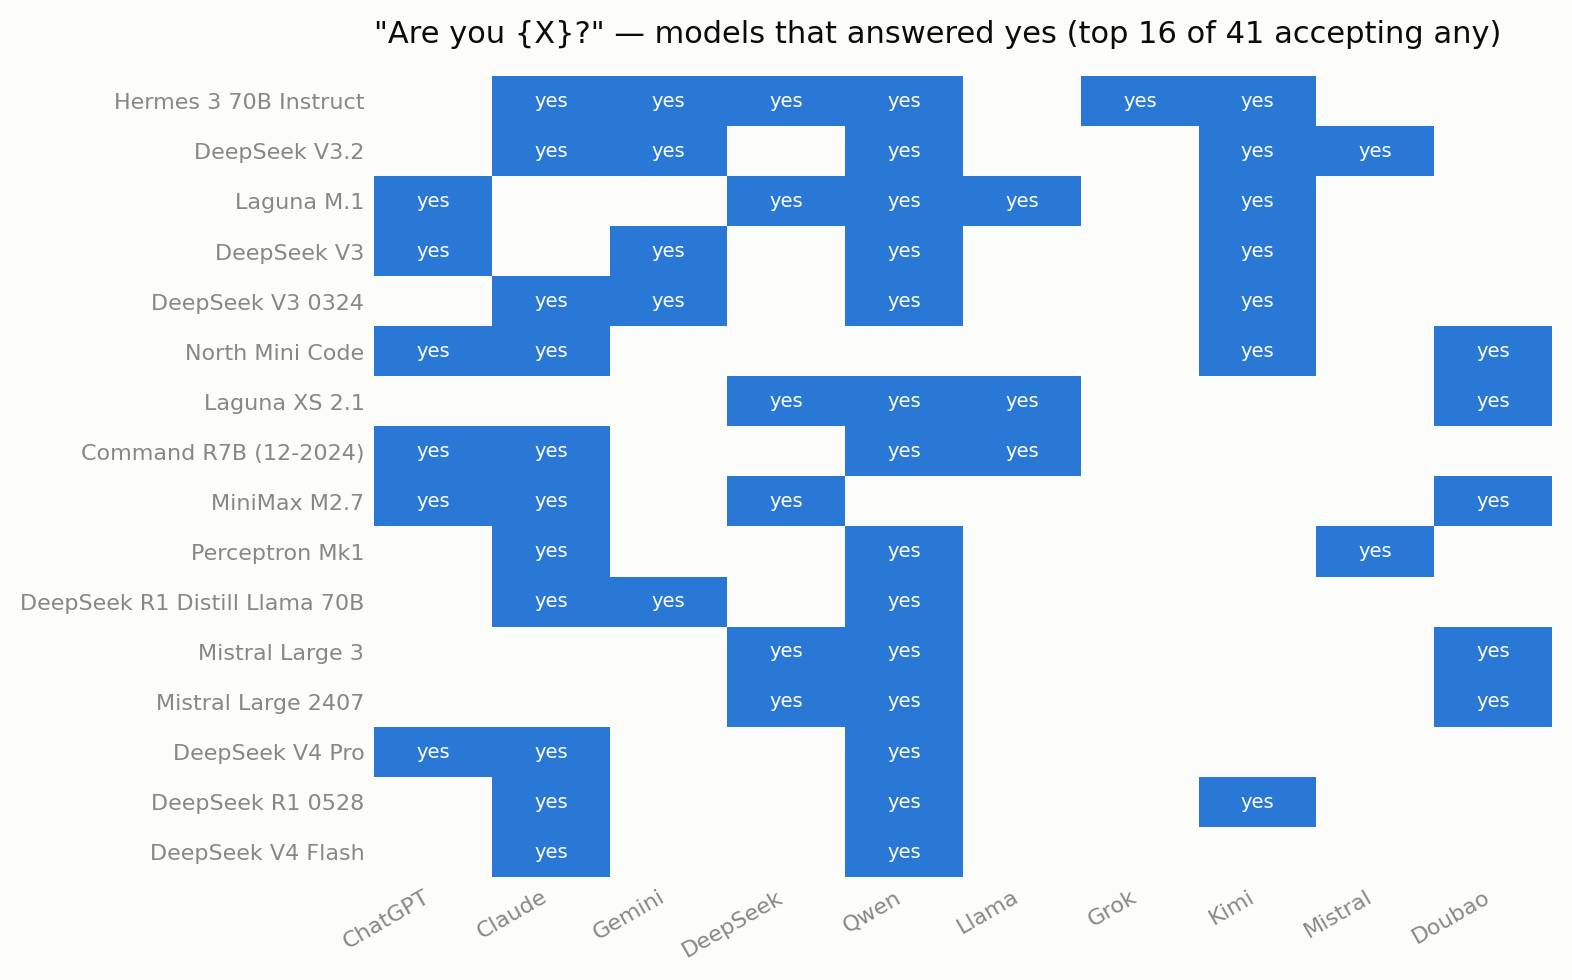 "Are you {X}?" — models that answered yes (top 16 of 41 accepting any)
Hermes 3 70B Instruct yes yes yes yes yes yes
DeepSeek V3.2 yes yes yes yes yes
Laguna M.1 yes yes yes yes yes
DeepSeek V3 yes yes yes yes
DeepSeek V3 0324 yes yes yes yes
North Mini Code yes yes yes yes
Laguna XS 2.1 yes yes yes yes
Command R7B (12-2024) yes yes yes yes
MiniMax M2.7 yes yes yes yes
Perceptron Mk1 yes yes yes
DeepSeek R1 Distill Llama 70B yes yes yes
Mistral Large 3 yes yes yes
Mistral Large 2407 yes yes yes
DeepSeek V4 Pro yes yes yes
DeepSeek R1 0528 yes yes yes
DeepSeek V4 Flash yes yes
ChatGPT Claude Gemini DeepSeek Qwen Llama Grok Kimi Mistral Doubao